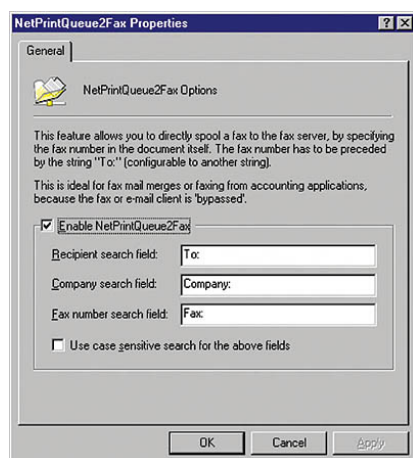 NetPrintQueue2Fax Properties
General
NetPrintQueue2Fax Options
This feature allows you to directly spool a fax to the fax server, by specifying
the fax number in the document itself. The fax number has to be preceded
by the string "To:" (configurable to another string).
This is ideal for fax mail merges or faxing from accounting applications,
because the fax or e-mail client is 'bypassed'.
Enable NetPrintQueue2Fax
Recipient search field: To:
Company search field: Company:
Fax number search field: Fax:
Use case sensitive search for the above fields
OK Cancel Apply